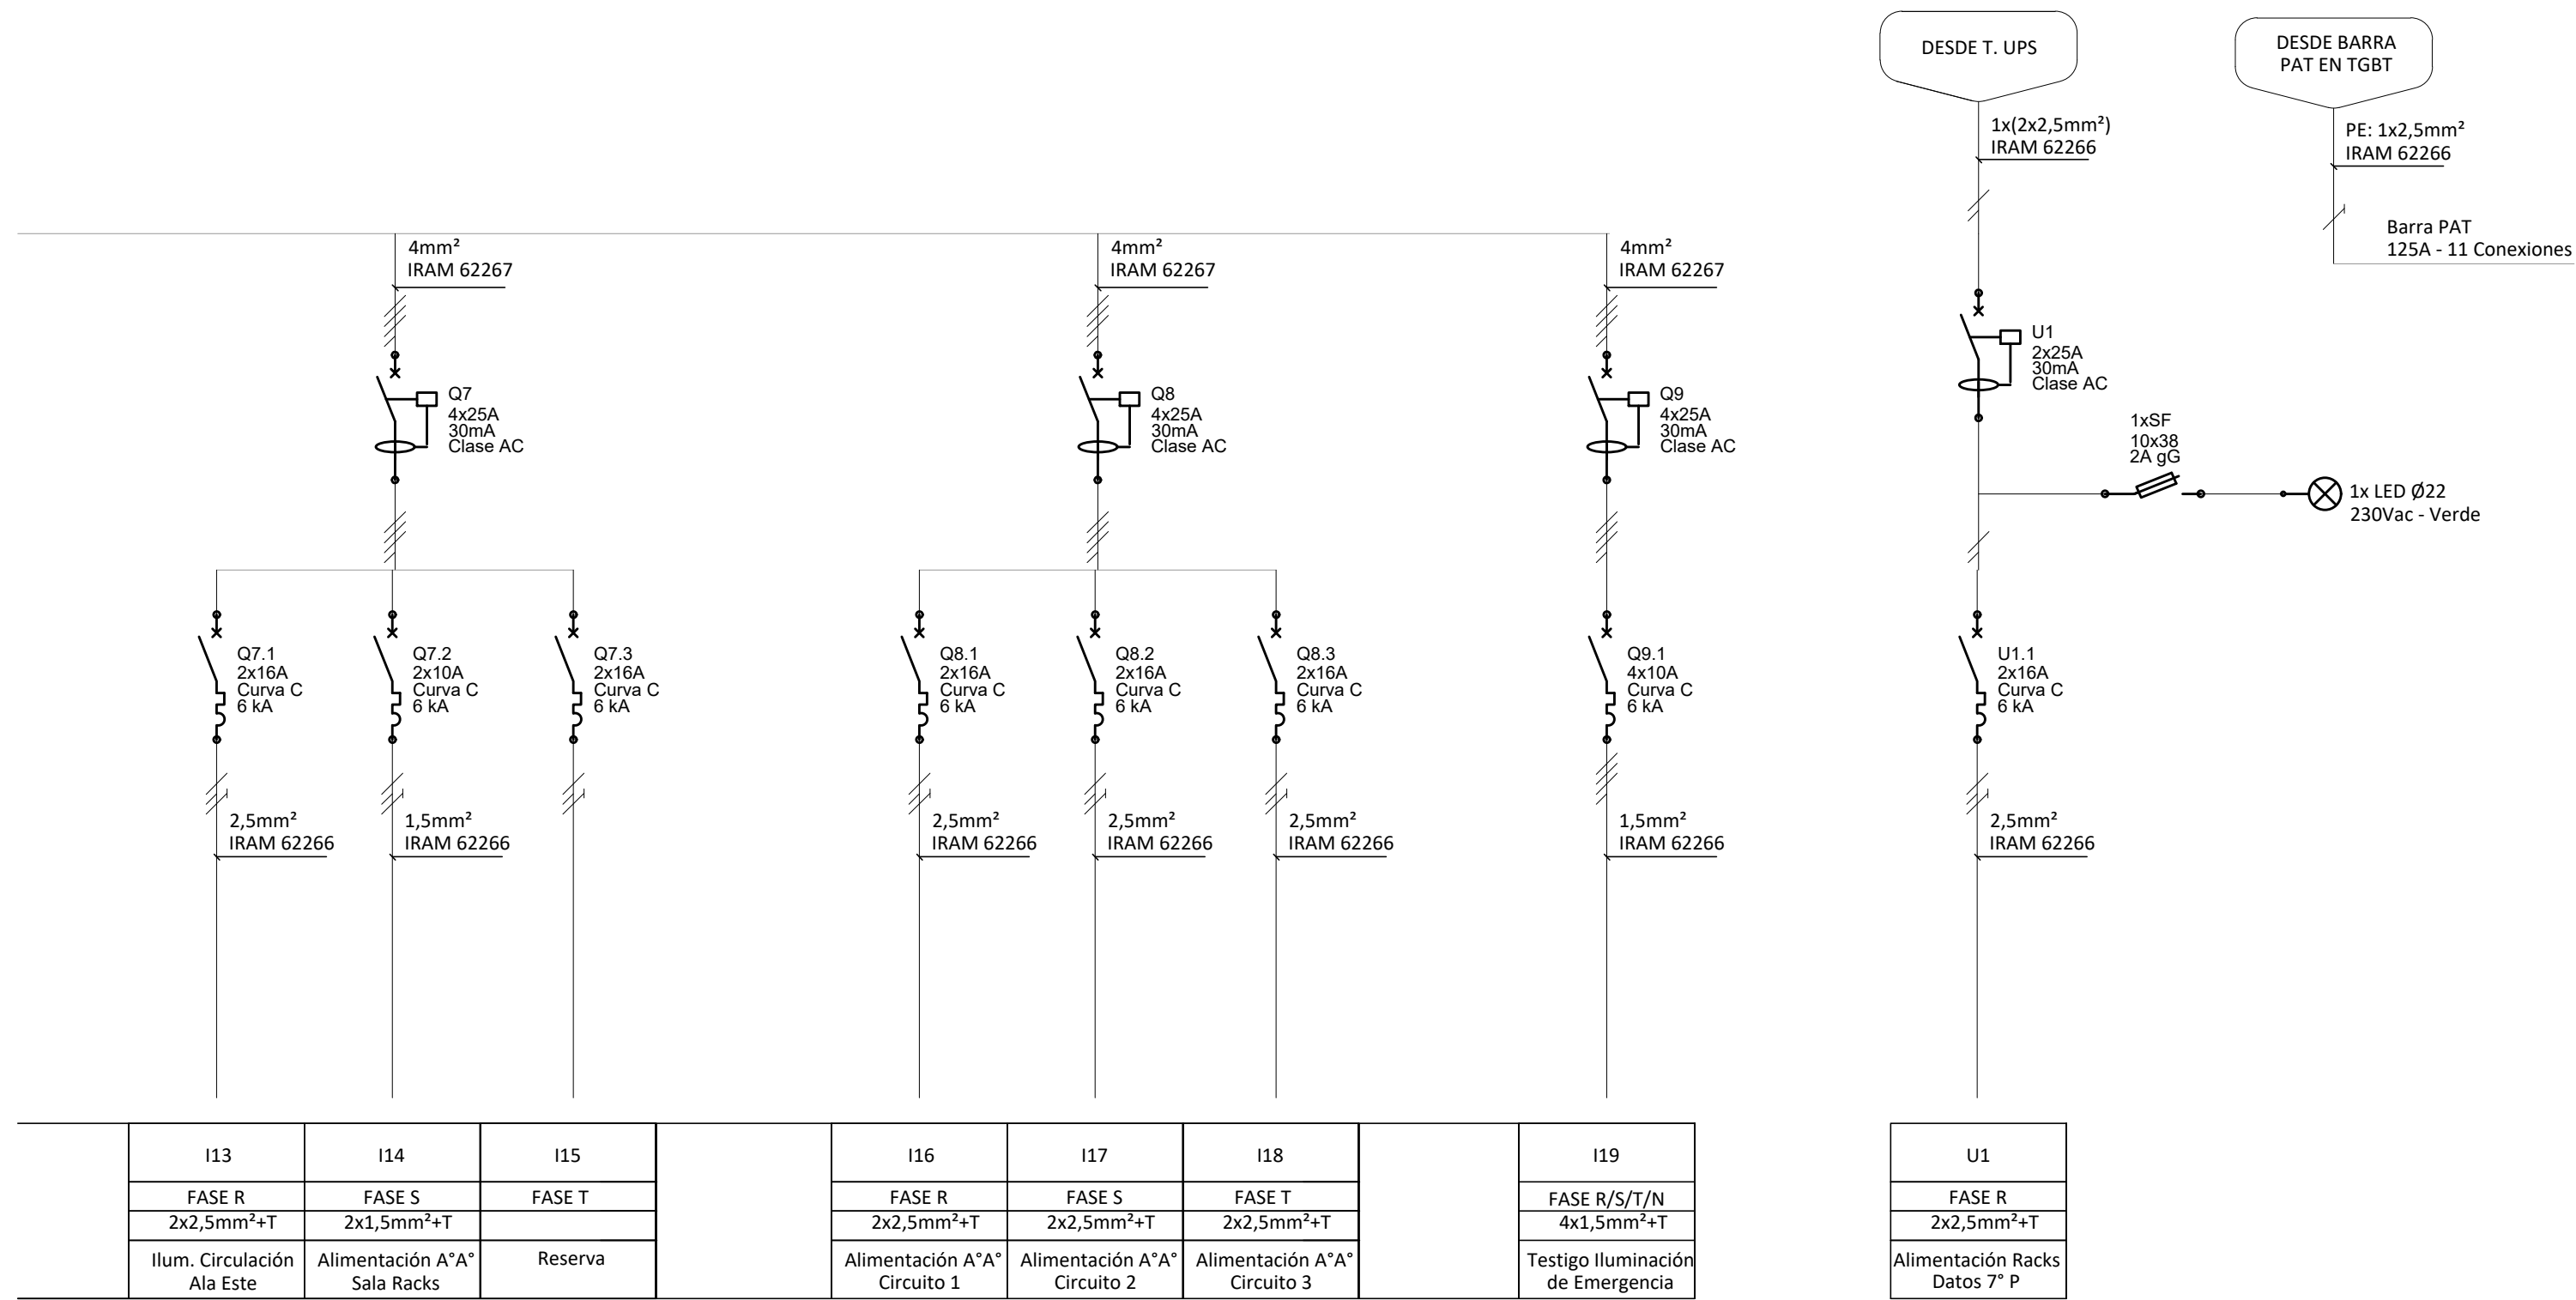 DESDE T. UPS
DESDE BARRA
PAT EN TGBT
1x(2x2,5mm²)
IRAM 62266
PE: 1x2,5mm²
IRAM 62266
Barra PAT
125A - 11 Conexiones
4mm²
IRAM 62267
4mm²
IRAM 62267
4mm²
IRAM 62267
Q7
4x25A
30mA
Clase AC
Q8
4x25A
30mA
Clase AC
Q9
4x25A
30mA
Clase AC
U1
2x25A
30mA
Clase AC
1xSF
10x38
2A gG
1x LED Ø22
230Vac - Verde
Q7.1
2x16A
Curva C
6 kA
Q7.2
2x10A
Curva C
6 kA
Q7.3
2x16A
Curva C
6 kA
Q8.1
2x16A
Curva C
6 kA
Q8.2
2x16A
Curva C
6 kA
Q8.3
2x16A
Curva C
6 kA
Q9.1
4x10A
Curva C
6 kA
U1.1
2x16A
Curva C
6 kA
2,5mm²
IRAM 62266
1,5mm²
IRAM 62266
2,5mm²
IRAM 62266
2,5mm²
IRAM 62266
2,5mm²
IRAM 62266
1,5mm²
IRAM 62266
2,5mm²
IRAM 62266
I13
FASE R
2x2,5mm²+T
Ilum. Circulación
Ala Este
I14
FASE S
2x1,5mm²+T
Alimentación A°A°
Sala Racks
I15
FASE T
Reserva
I16
FASE R
2x2,5mm²+T
Alimentación A°A°
Circuito 1
I17
FASE S
2x2,5mm²+T
Alimentación A°A°
Circuito 2
I18
FASE T
2x2,5mm²+T
Alimentación A°A°
Circuito 3
I19
FASE R/S/T/N
4x1,5mm²+T
Testigo Iluminación
de Emergencia
U1
FASE R
2x2,5mm²+T
Alimentación Racks
Datos 7° P